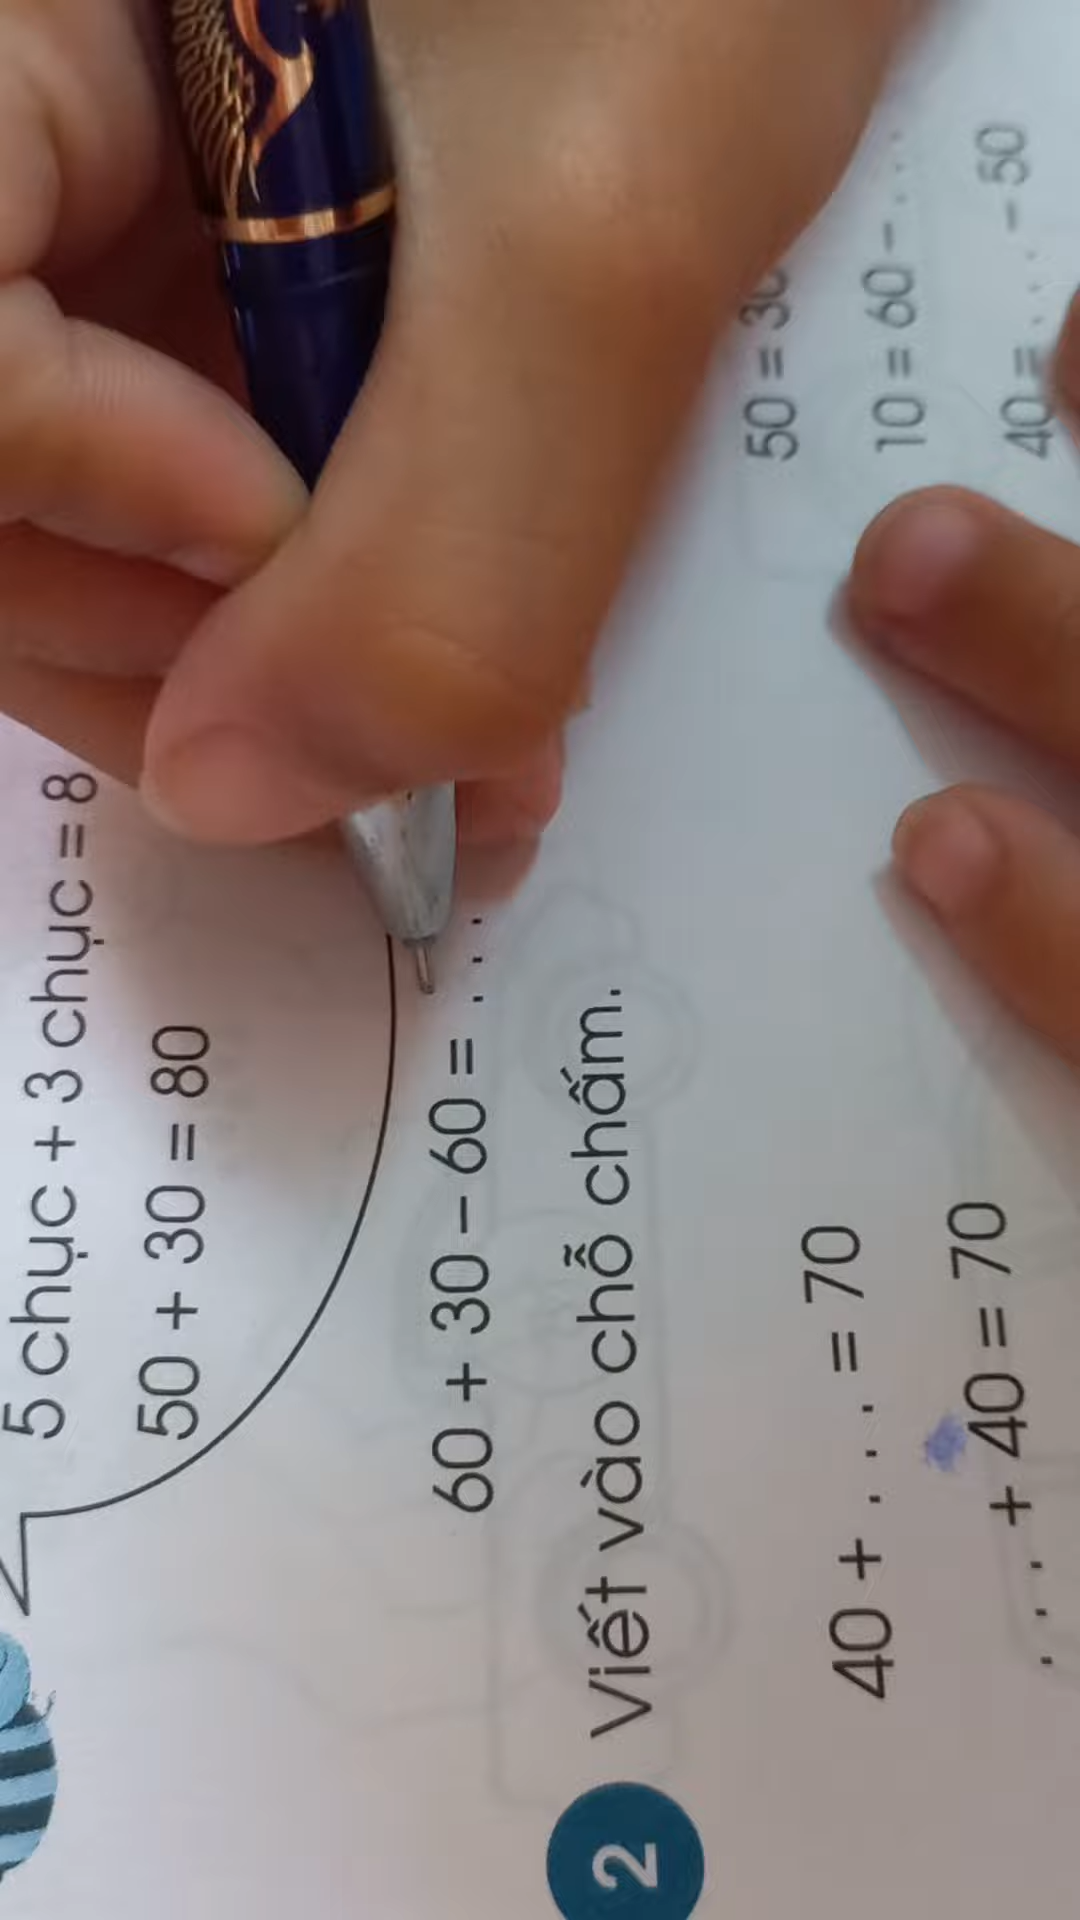 5 chục + 3 chục = 8
50 + 30 = 80
60 + 30 – 60 = ...
2 Viết vào chỗ chấm.
40 + ... = 70 50 = 30
... + 40 = 70 10 = 60 – ...
40 = ... – 50